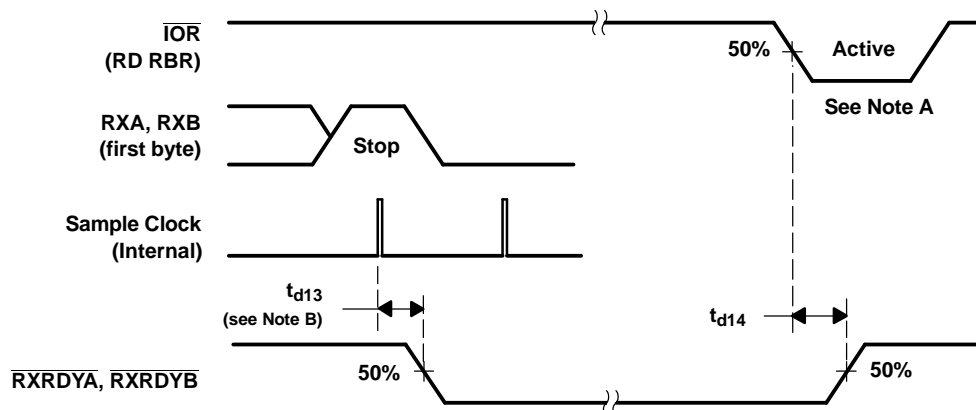 IOR
(RD RBR)
50%
Active
See Note A
RXA, RXB
(first byte)
Stop
Sample Clock
(Internal)
td13
(see Note B)
td14
RXRDYA, RXRDYB
50%
50%